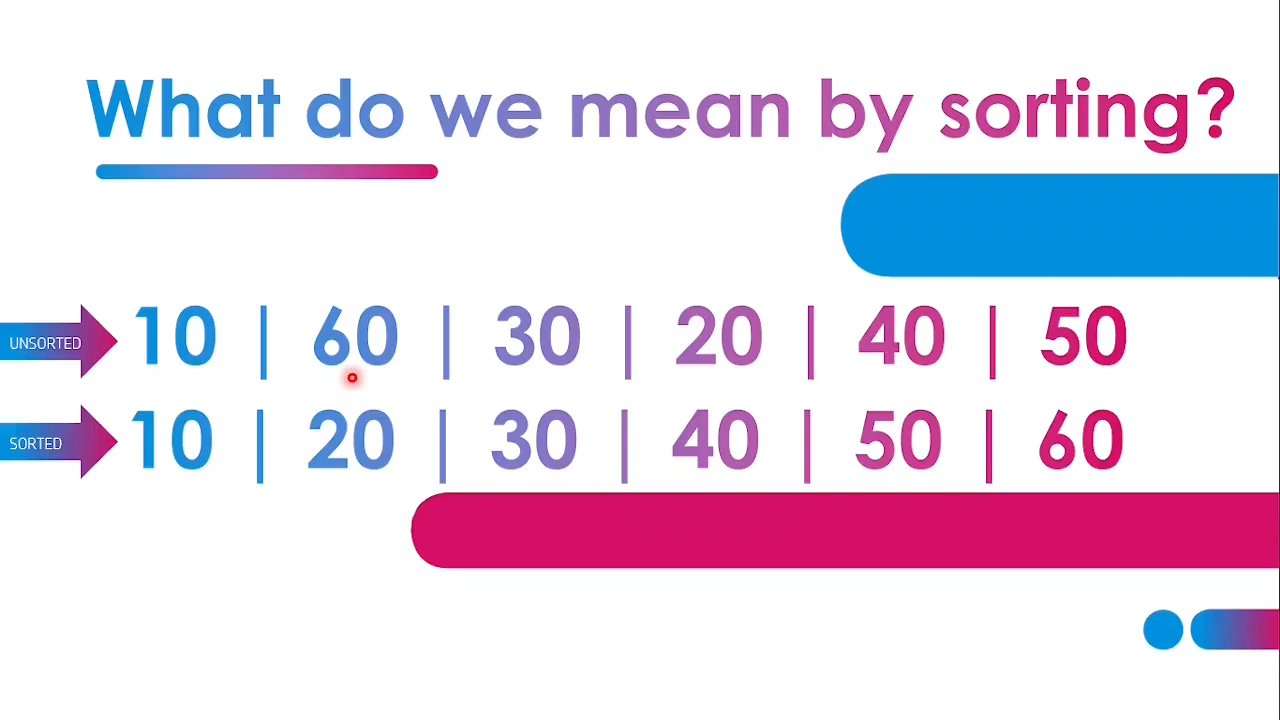 What do we mean by sorting?
UNSORTED 10 | 60 | 30 | 20 | 40 | 50
SORTED 10 | 20 | 30 | 40 | 50 | 60